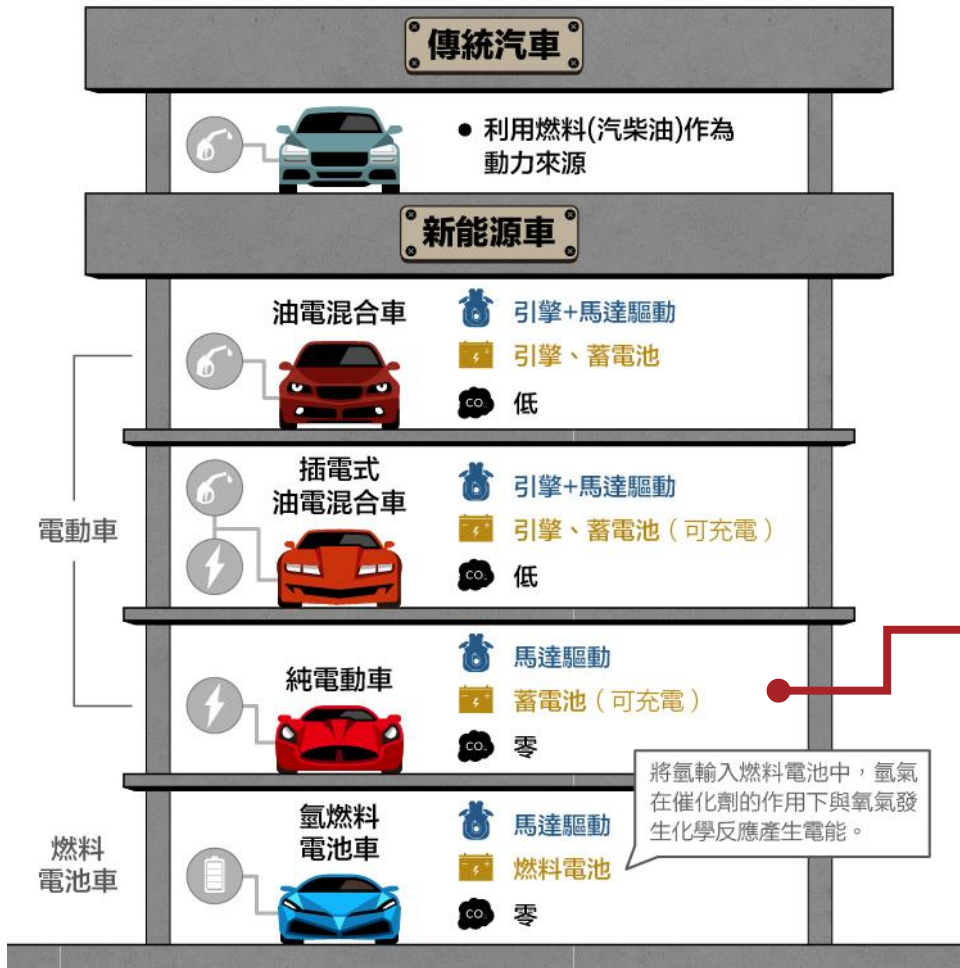 傳統汽車
● 利用燃料(汽柴油)作為
動力來源
新能源車
電動車
油電混合車
引擎+馬達驅動
引擎、蓄電池
CO₂ 低
插電式
油電混合車
引擎+馬達驅動
引擎、蓄電池（可充電）
CO₂ 低
純電動車
馬達驅動
蓄電池（可充電）
CO₂ 零
燃料
電池車
氫燃料
電池車
馬達驅動
燃料電池
CO₂ 零
將氫輸入燃料電池中，氫氣
在催化劑的作用下與氧氣發
生化學反應產生電能。